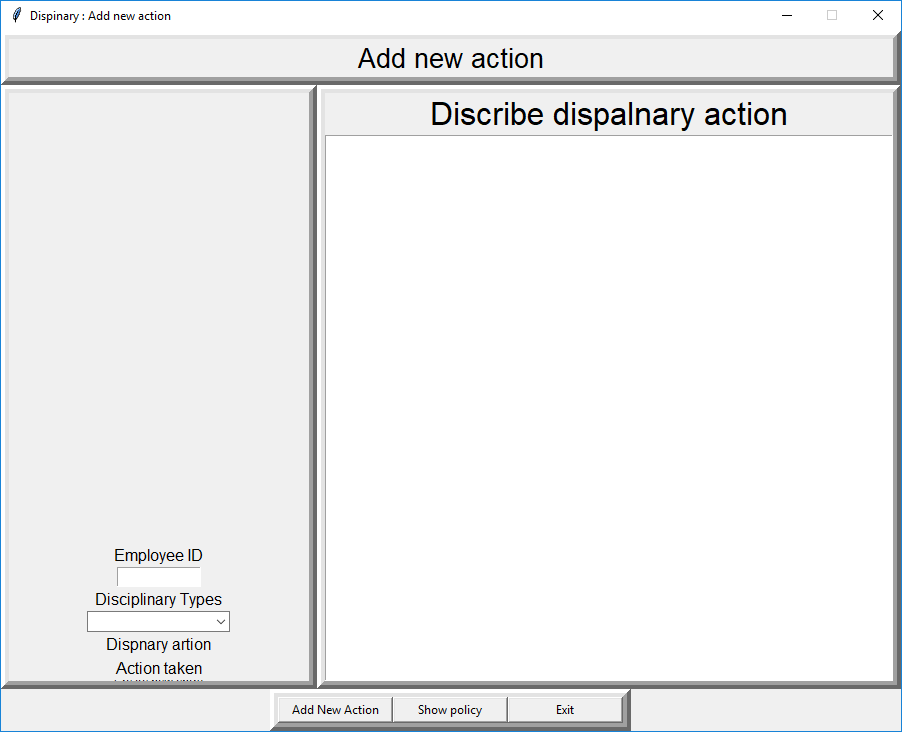 Dispinary : Add new action
Add new action
Discribe dispalnary action
Employee ID
Disciplinary Types
Dispnary artion
Action taken
Add New Action
Show policy
Exit